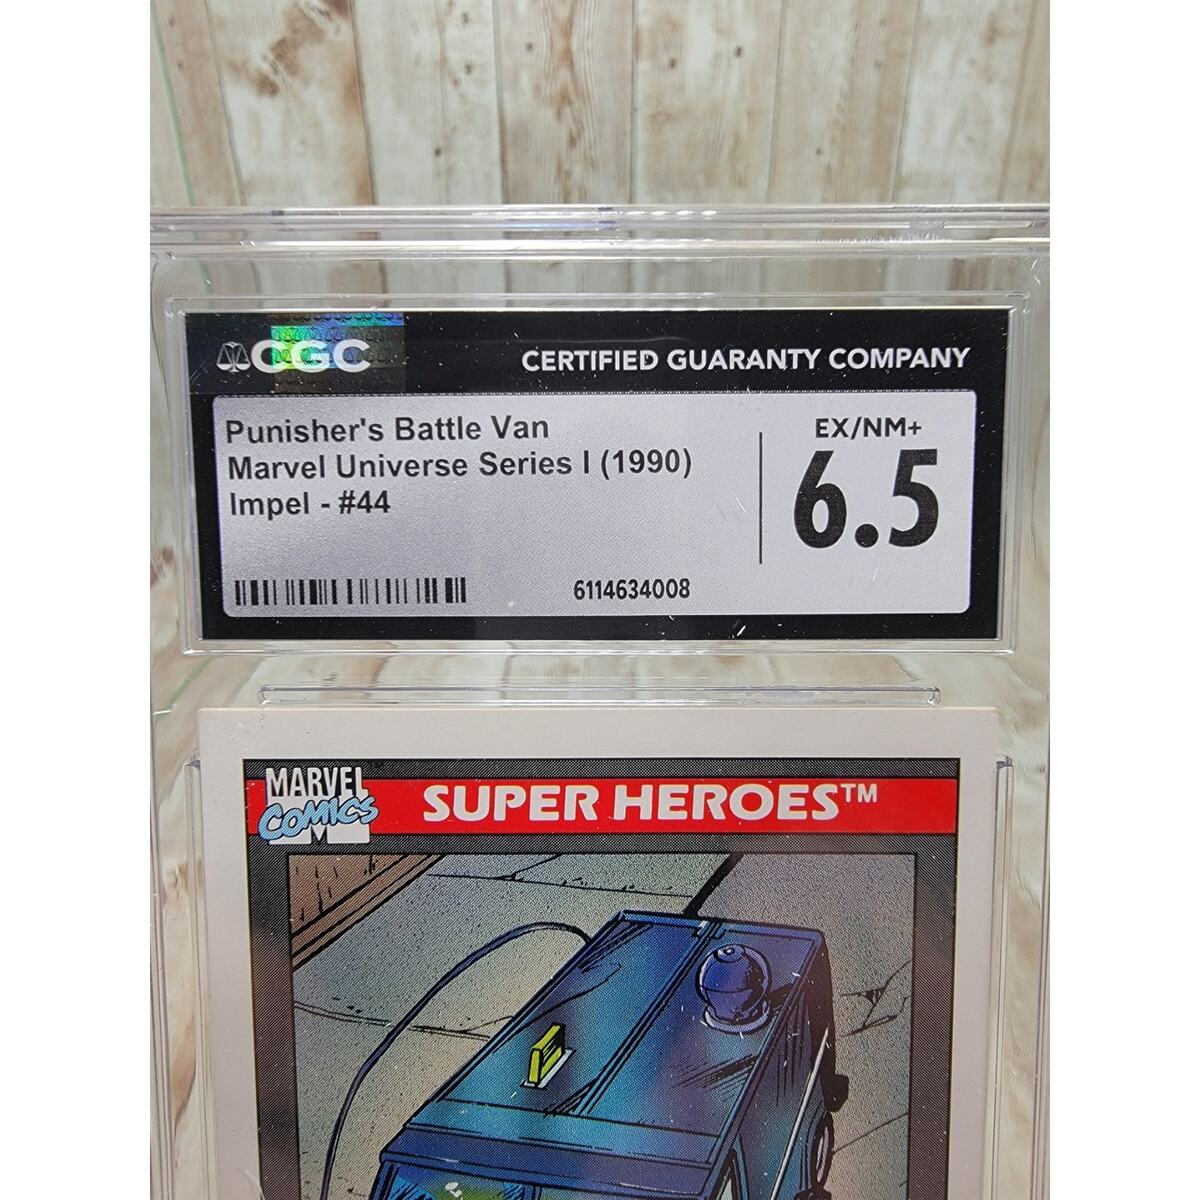 CGC
CERTIFIED GUARANTY COMPANY
Punisher's Battle Van
Marvel Universe Series I (1990)
Impel - #44
EX/NM+
6.5
6114634008
MARVEL™
COMICS
SUPER HEROES™